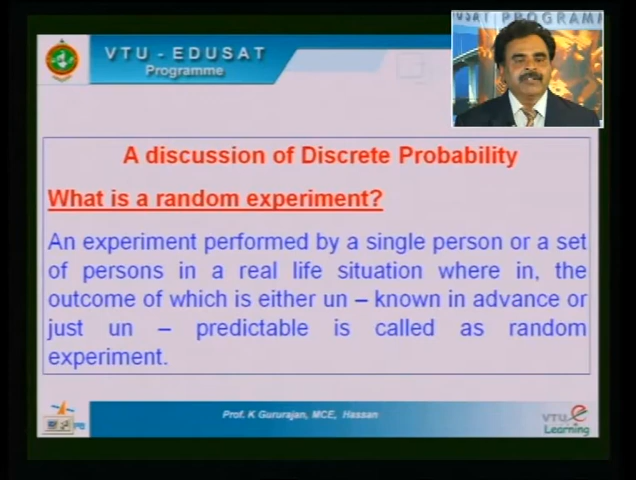 VTU - EDUSAT
Programme
DUSAT PROGRAMM
A discussion of Discrete Probability
What is a random experiment?
An experiment performed by a single person or a set
of persons in a real life situation where in, the
outcome of which is either un – known in advance or
just un – predictable is called as random
experiment.
Prof. K Gururajan, MCE, Hassan
VTU e
Learning